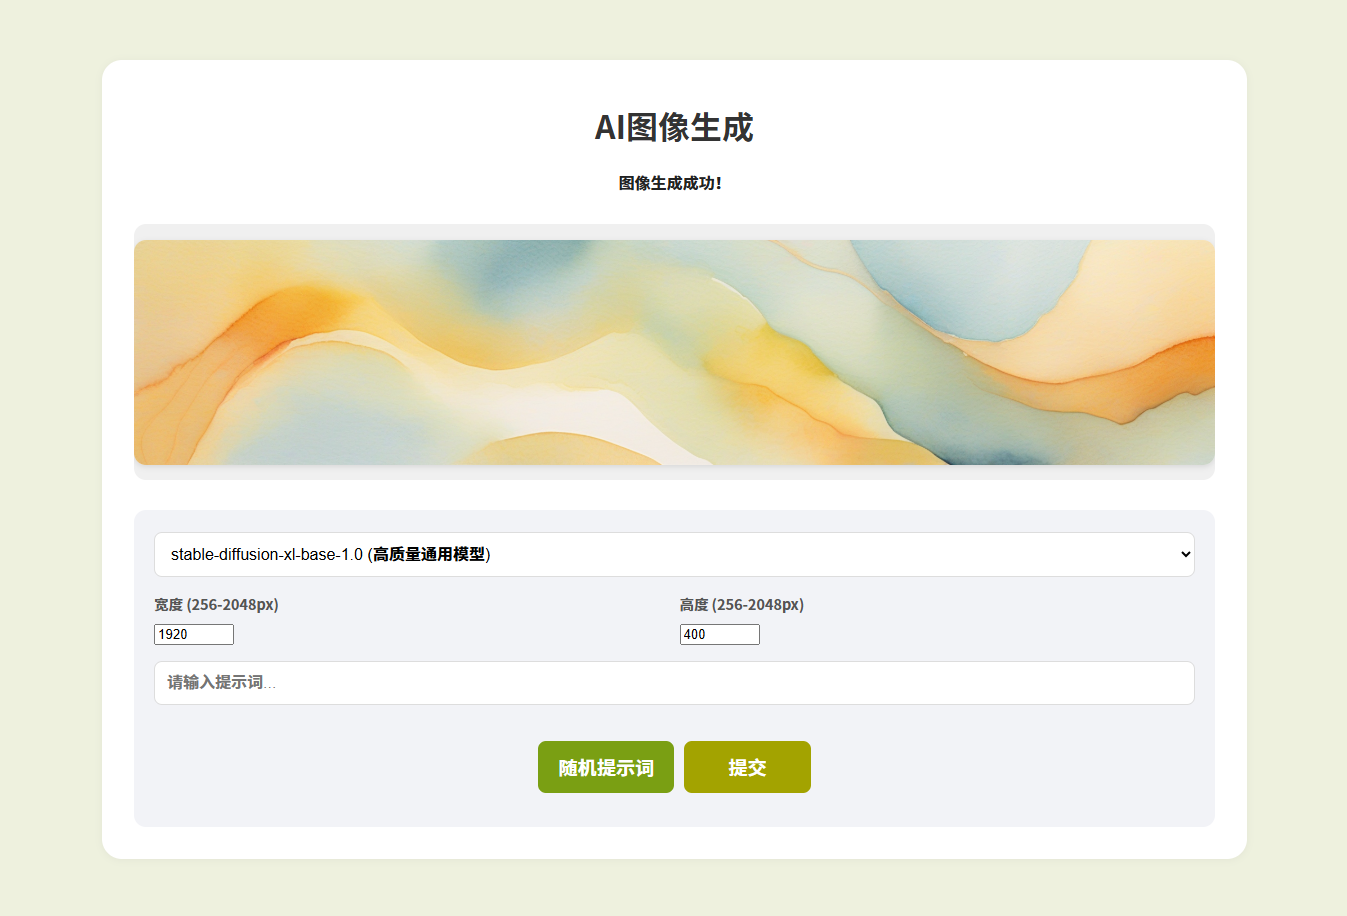 AI图像生成
图像生成成功！
stable-diffusion-xl-base-1.0 (高质量通用模型)
宽度 (256-2048px)
高度 (256-2048px)
1920
400
请输入提示词...
随机提示词
提交